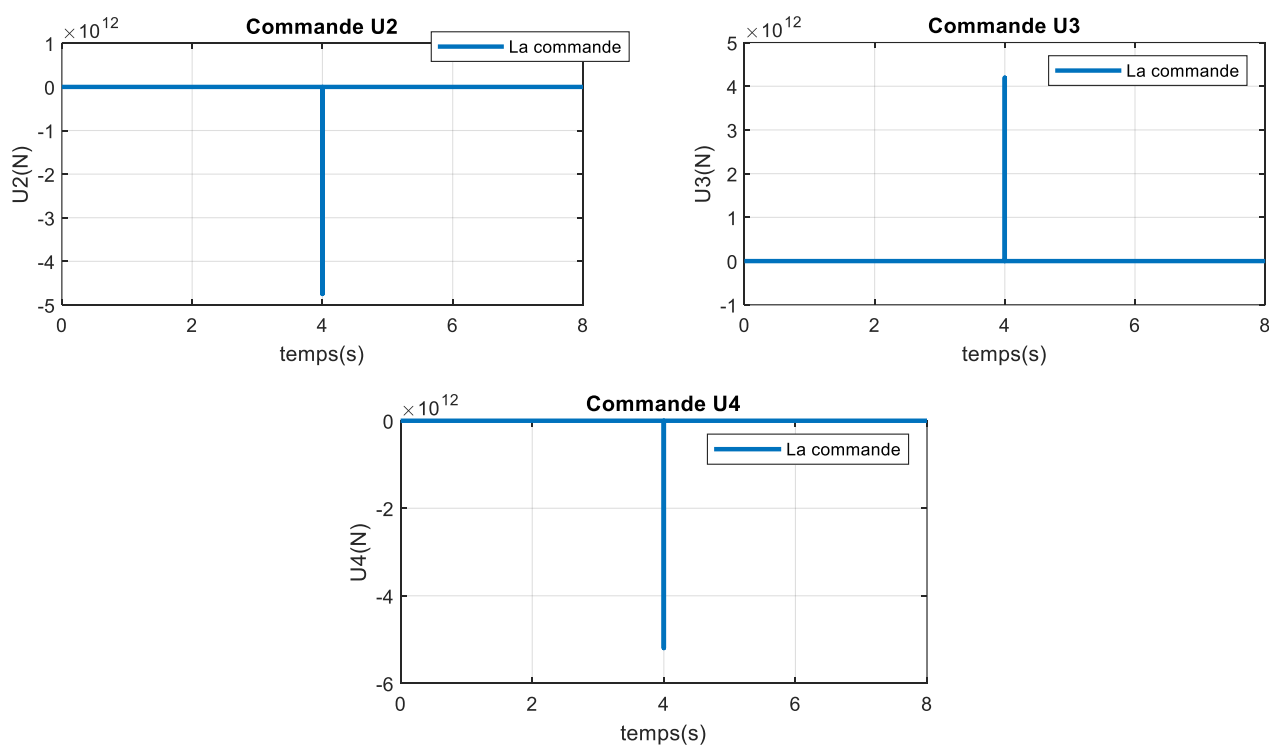 Commande U2
×10^12
La commande
1
0
-1
-2
-3
-4
-5
U2(N)
0 2 4 6 8
temps(s)
Commande U3
×10^12
La commande
5
4
3
2
1
0
-1
U3(N)
0 2 4 6 8
temps(s)
Commande U4
×10^12
La commande
0
-2
-4
-6
U4(N)
0 2 4 6 8
temps(s)